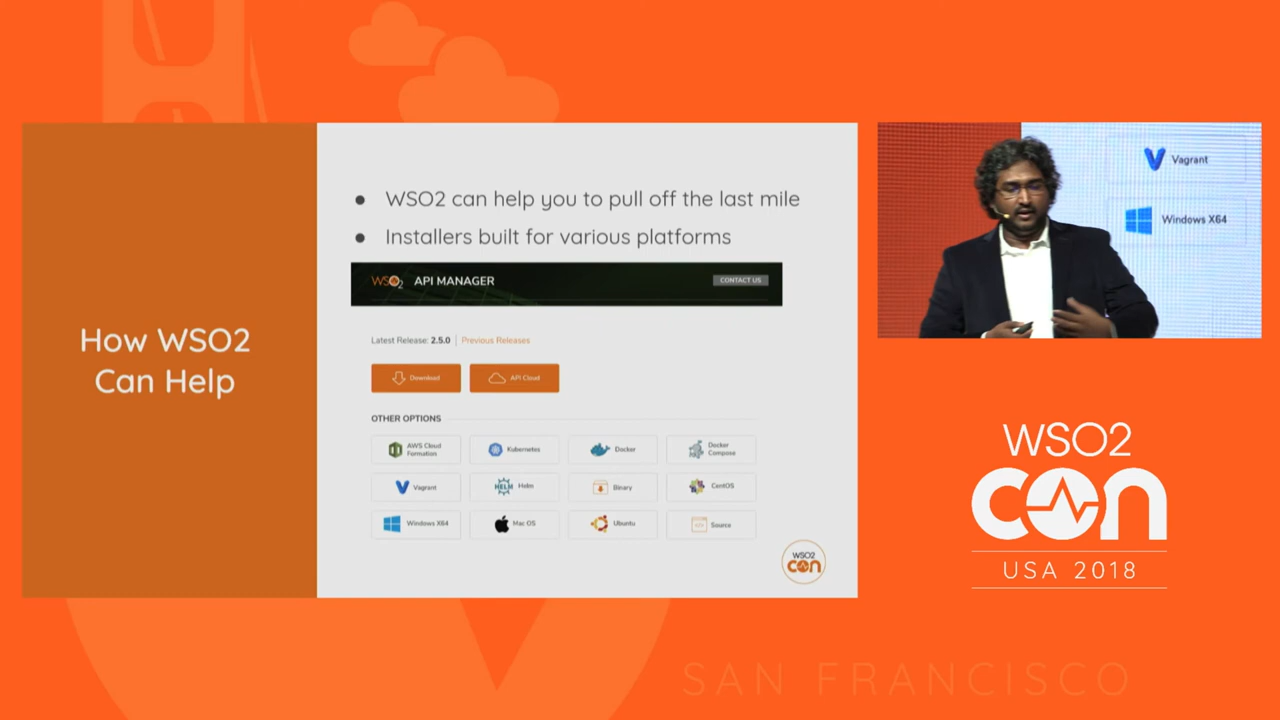 How WSO2
Can Help
WSO2 can help you to pull off the last mile
Installers built for various platforms
WSO2 API MANAGER
CONTACT US
Latest Release: 2.5.0 | Previous Releases
Download
API Cloud
OTHER OPTIONS
AWS Cloud
Formation
Kubernetes
Docker
Docker
Compose
Vagrant
HELM Helm
Binary
CentOS
Windows X64
Mac OS
Ubuntu
Source
WSO2
con
Vagrant
Windows X64
WSO2
con
USA 2018
SAN FRANCISCO